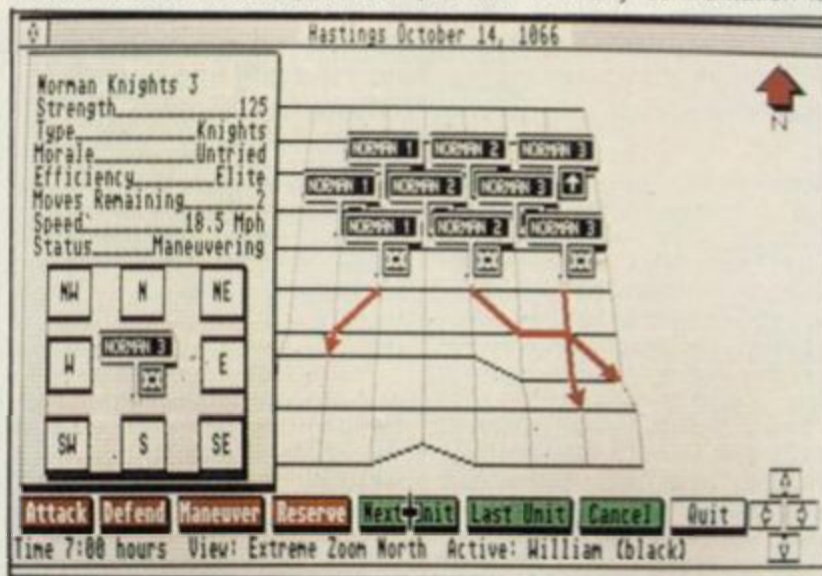 Hastings October 14, 1066
Norman Knights 3
Strength 125
Type Knights
Morale Untried
Efficiency Elite
Moves Remaining 2
Speed 18.5 Mph
Status Maneuvering
N
NORMAN 1 NORMAN 2 NORMAN 3
NORMAN 1 NORMAN 2 NORMAN 3
NORMAN 1 NORMAN 2 NORMAN 3
NW N NE
W NORMAN 3 E
SW S SE
Attack Defend Maneuver Reserve Next Unit Last Unit Cancel Quit
Time 7:00 hours View: Extreme Zoom North Active: William (black)